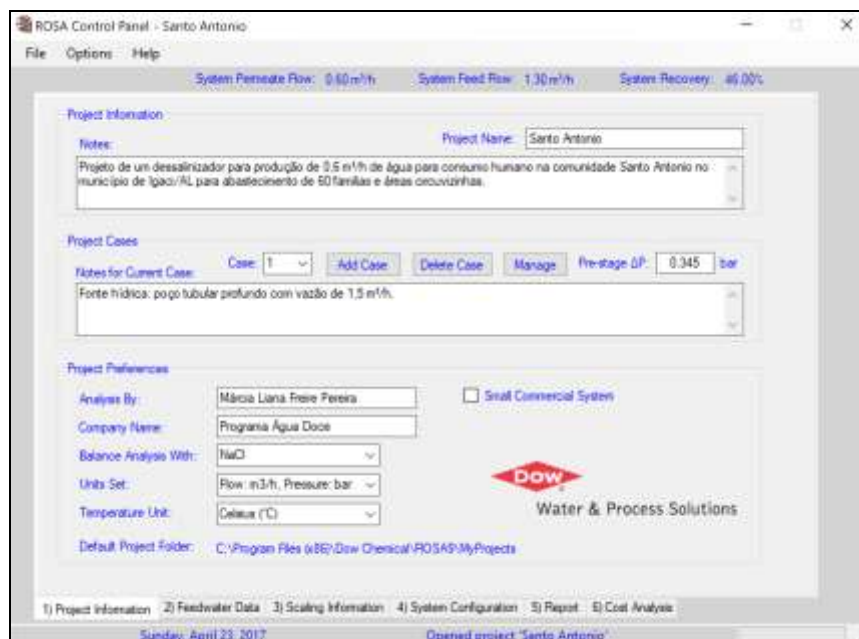 ROSA Control Panel - Santo Antonio
File Options Help
System Permeate Flow: 0.60 m³/h System Feed Flow: 1.30 m³/h System Recovery: 46.00%
Project Information
Notes: Project Name: Santo Antonio
Projeto de um dessalinizador para produção de 0,6 m³/h de água para consumo humano na comunidade Santo Antonio no
município de Igaci/AL para abastecimento de 60 famílias e áreas circuvizinhas.
Project Cases
Notes for Current Case: Case: 1 Add Case Delete Case Manage Pre-stage ΔP: 0.345 bar
Fonte hídrica: poço tubular profundo com vazão de 1,5 m³/h.
Project Preferences
Analysis By: Márcia Liana Freire Pereira Small Commercial System
Company Name: Programa Água Doce
Balance Analysis With: NaCl
Units Set: Flow: m3/h, Pressure: bar
DOW
Temperature Unit: Celsius (°C) Water & Process Solutions
Default Project Folder: C:\Program Files (x86)\Dow Chemical\ROSA9\MyProjects
1) Project Information 2) Feedwater Data 3) Scaling Information 4) System Configuration 5) Report 6) Cost Analysis
Sunday, April 23, 2017 Opened project 'Santo Antonio'